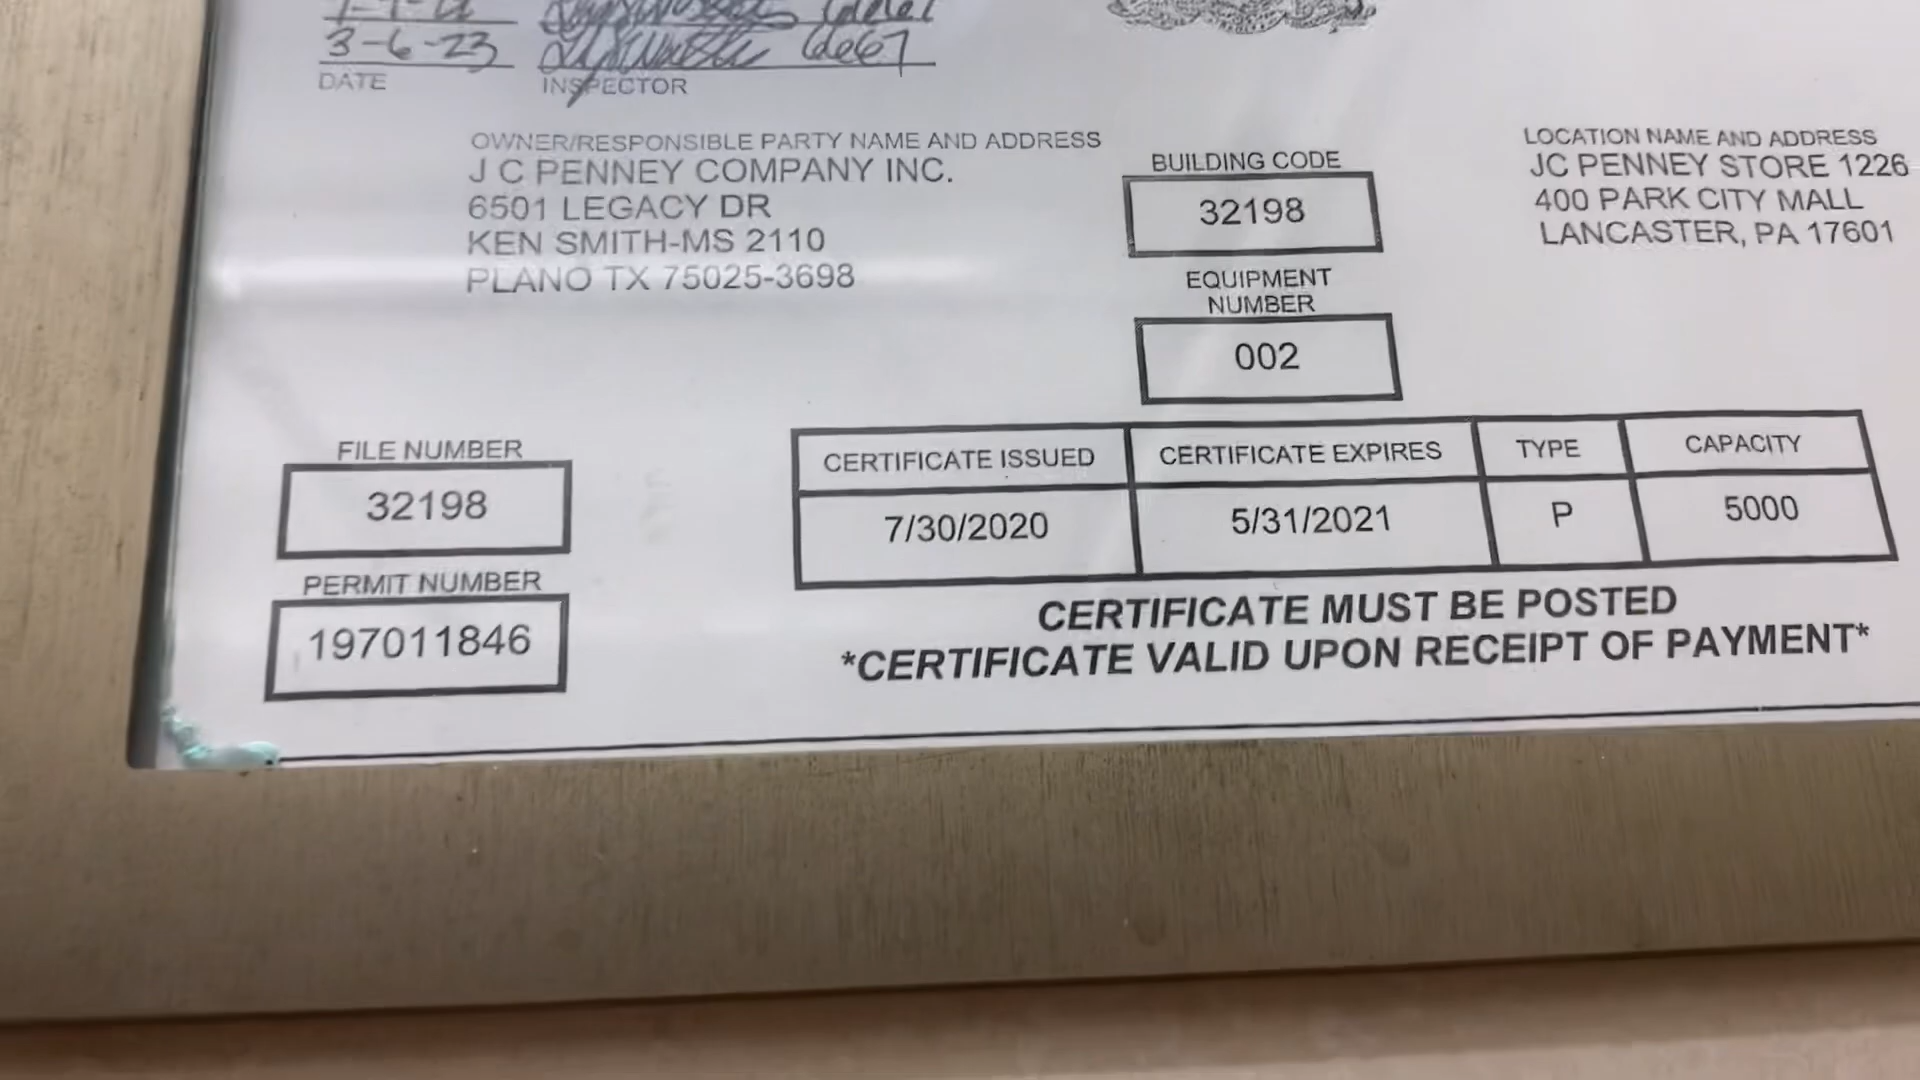 3-6-23
DATE
INSPECTOR
OWNER/RESPONSIBLE PARTY NAME AND ADDRESS
J C PENNEY COMPANY INC.
6501 LEGACY DR
KEN SMITH-MS 2110
PLANO TX 75025-3698
BUILDING CODE
32198
EQUIPMENT
NUMBER
002
LOCATION NAME AND ADDRESS
JC PENNEY STORE 1226
400 PARK CITY MALL
LANCASTER, PA 17601
FILE NUMBER
32198
PERMIT NUMBER
197011846
CERTIFICATE ISSUED CERTIFICATE EXPIRES TYPE CAPACITY
7/30/2020 5/31/2021 P 5000
CERTIFICATE MUST BE POSTED
*CERTIFICATE VALID UPON RECEIPT OF PAYMENT*